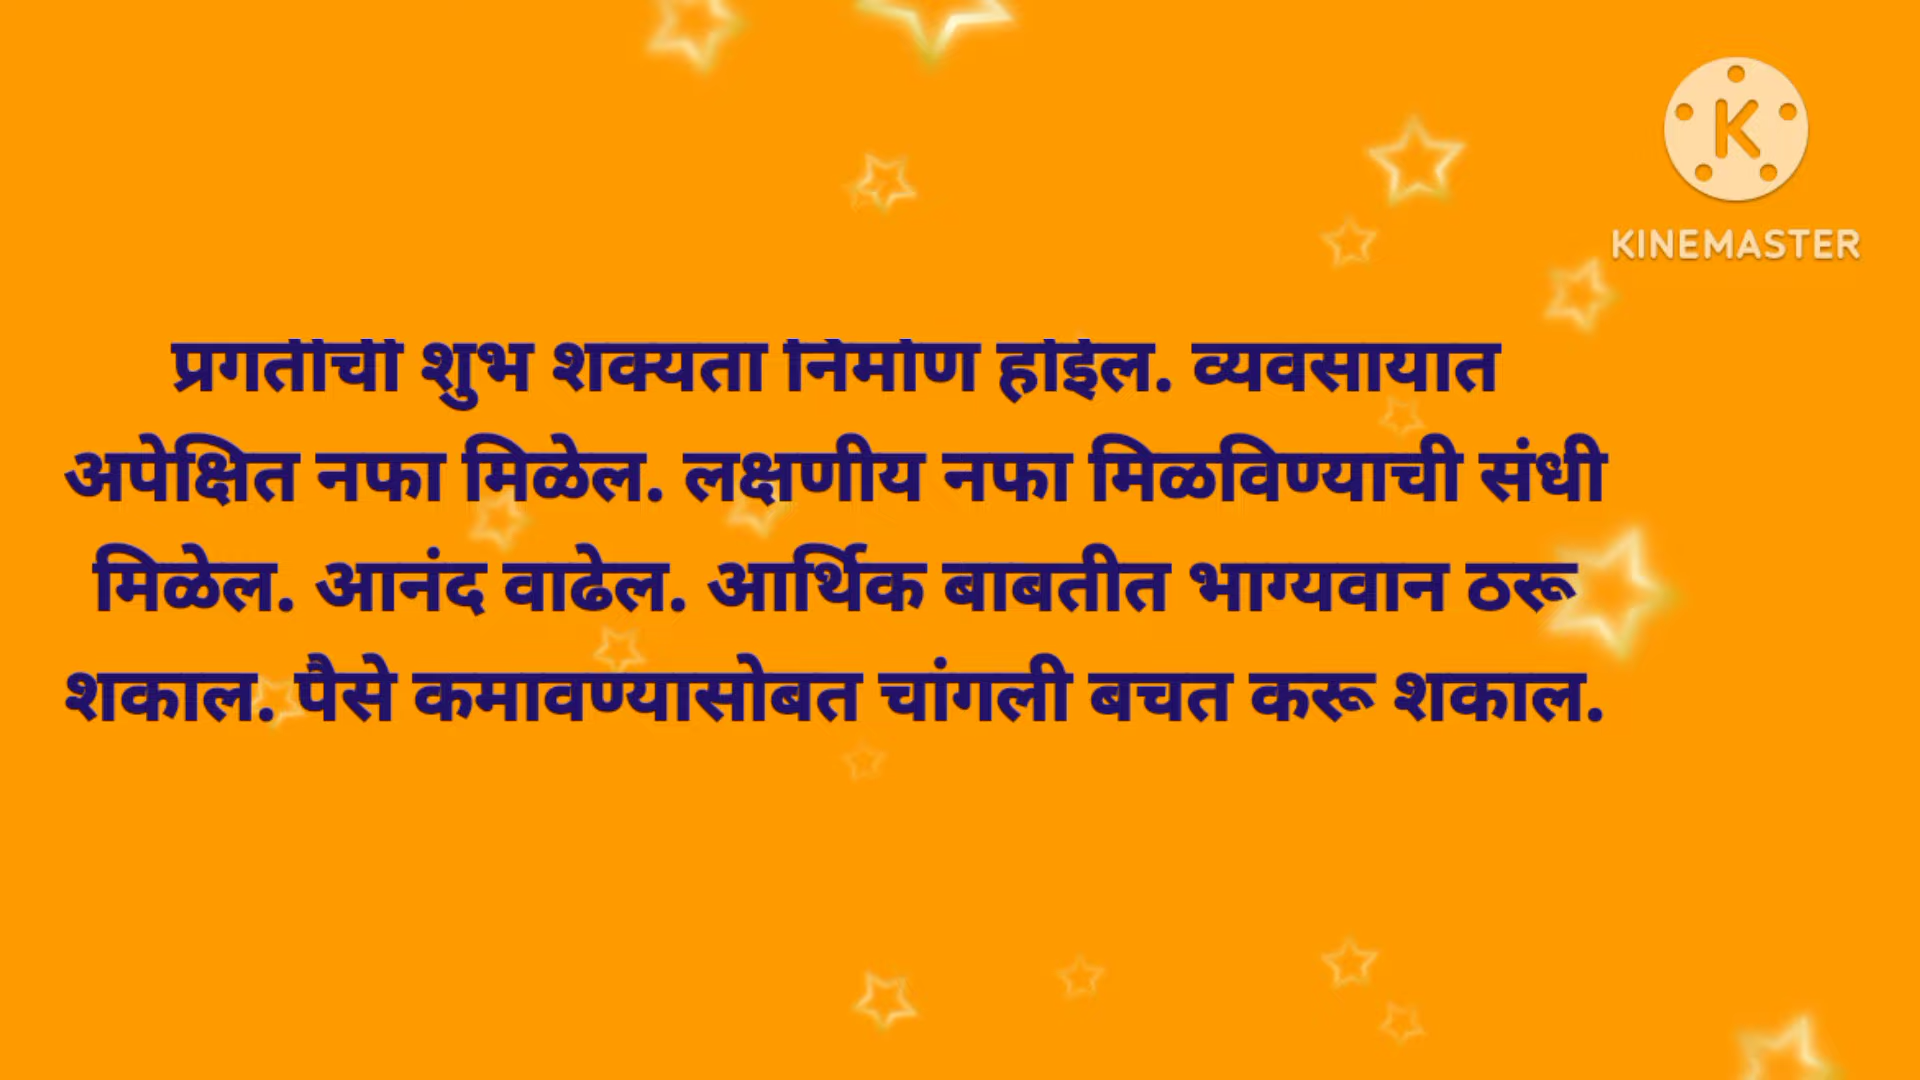 प्रगतीची शुभ शक्यता निर्माण होईल. व्यवसायात
अपेक्षित नफा मिळेल. लक्षणीय नफा मिळविण्याची संधी
मिळेल. आनंद वाढेल. आर्थिक बाबतीत भाग्यवान ठरू
शकाल. पैसे कमावण्यासोबत चांगली बचत करू शकाल.
K
KINEMASTER